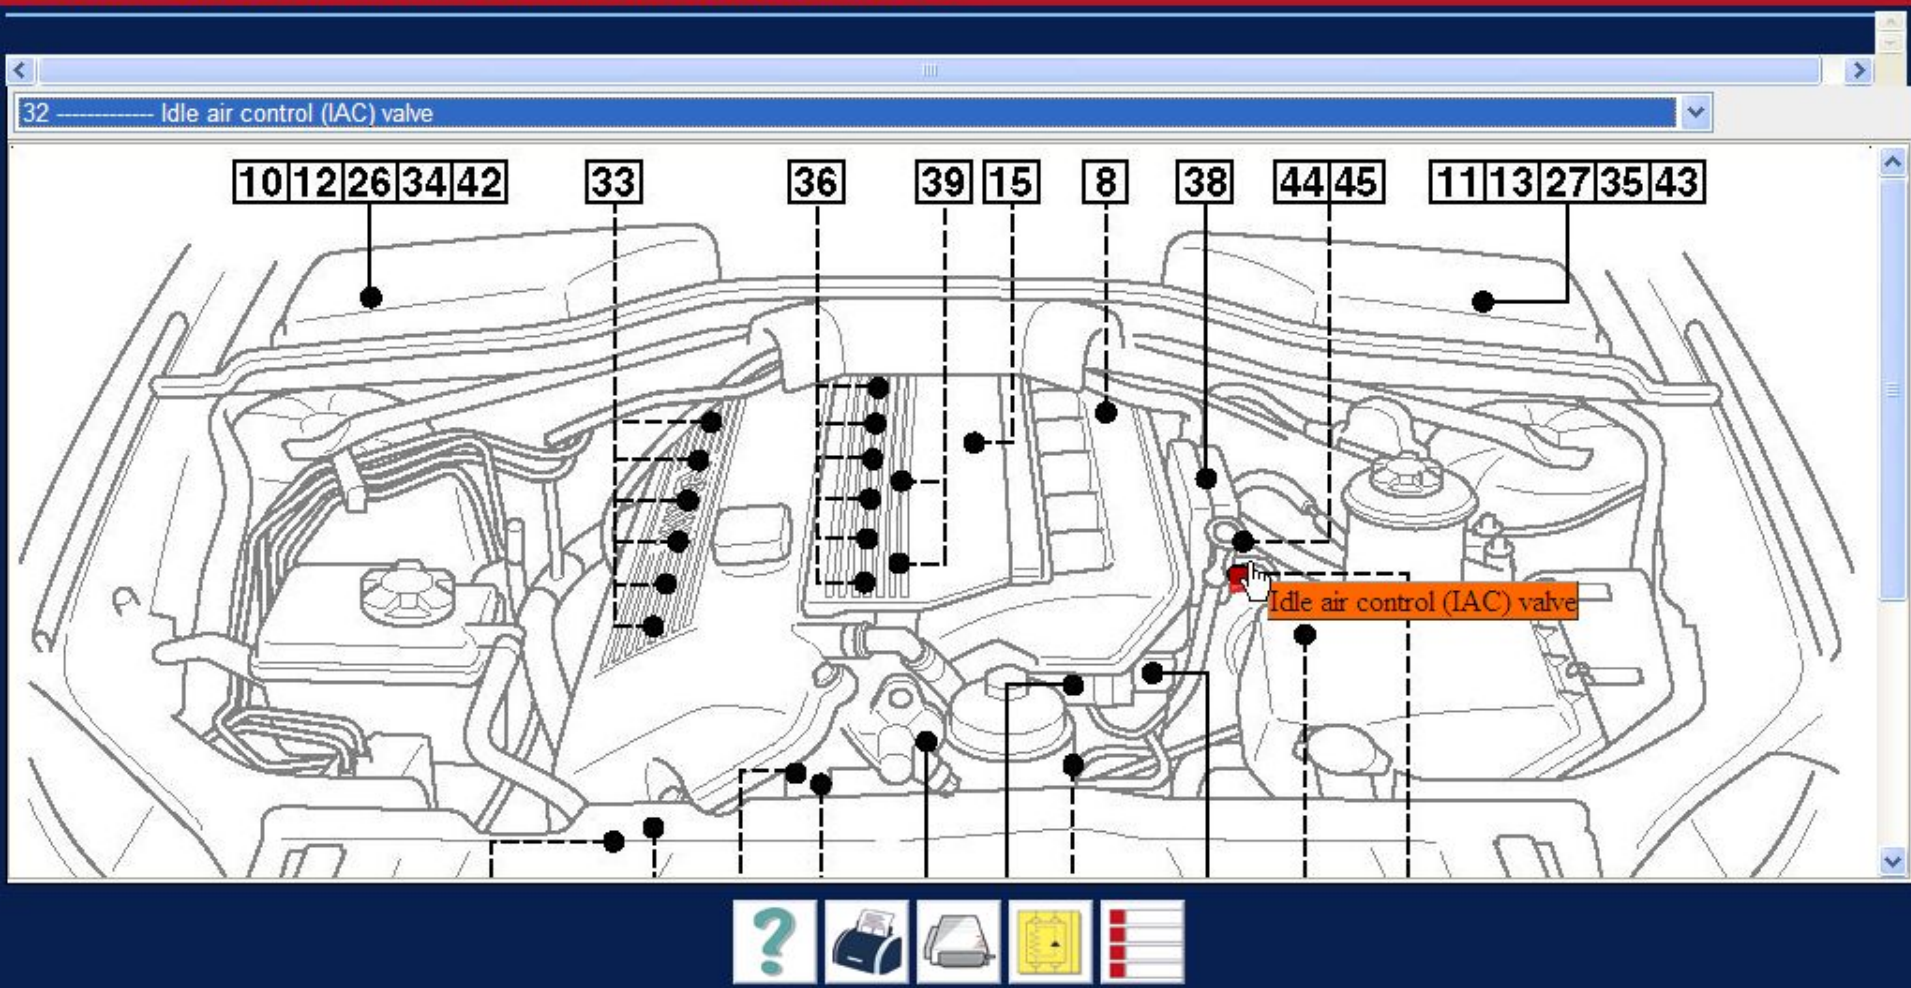 32 ------------- Idle air control (IAC) valve
10 12 26 34 42 33 36 39 15 8 38 44 45 11 13 27 35 43
Idle air control (IAC) valve
?